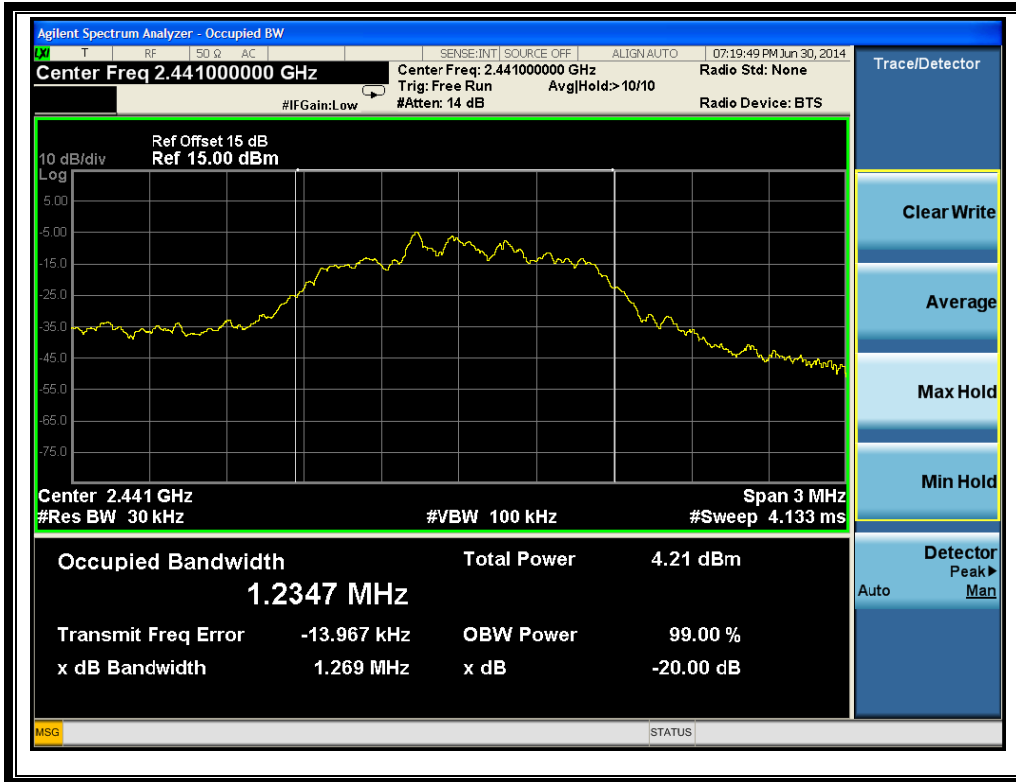 Agilent Spectrum Analyzer - Occupied BW
LXI T RF 50 Ω AC SENSE:INT SOURCE OFF ALIGN AUTO 07:19:49 PM Jun 30, 2014
Center Freq 2.441000000 GHz
Center Freq: 2.441000000 GHz
Radio Std: None
Trig: Free Run Avg|Hold:>10/10
#IFGain:Low
#Atten: 14 dB
Radio Device: BTS
Ref Offset 15 dB
10 dB/div Ref 15.00 dBm
Log
5.00
-5.00
-15.0
-25.0
-35.0
-45.0
-55.0
-65.0
-75.0
Center 2.441 GHz Span 3 MHz
#Res BW 30 kHz #VBW 100 kHz #Sweep 4.133 ms
Occupied Bandwidth Total Power 4.21 dBm
1.2347 MHz
Transmit Freq Error -13.967 kHz OBW Power 99.00 %
x dB Bandwidth 1.269 MHz x dB -20.00 dB
MSG STATUS
Trace/Detector
Clear Write
Average
Max Hold
Min Hold
Detector
Peak▶
Auto Man